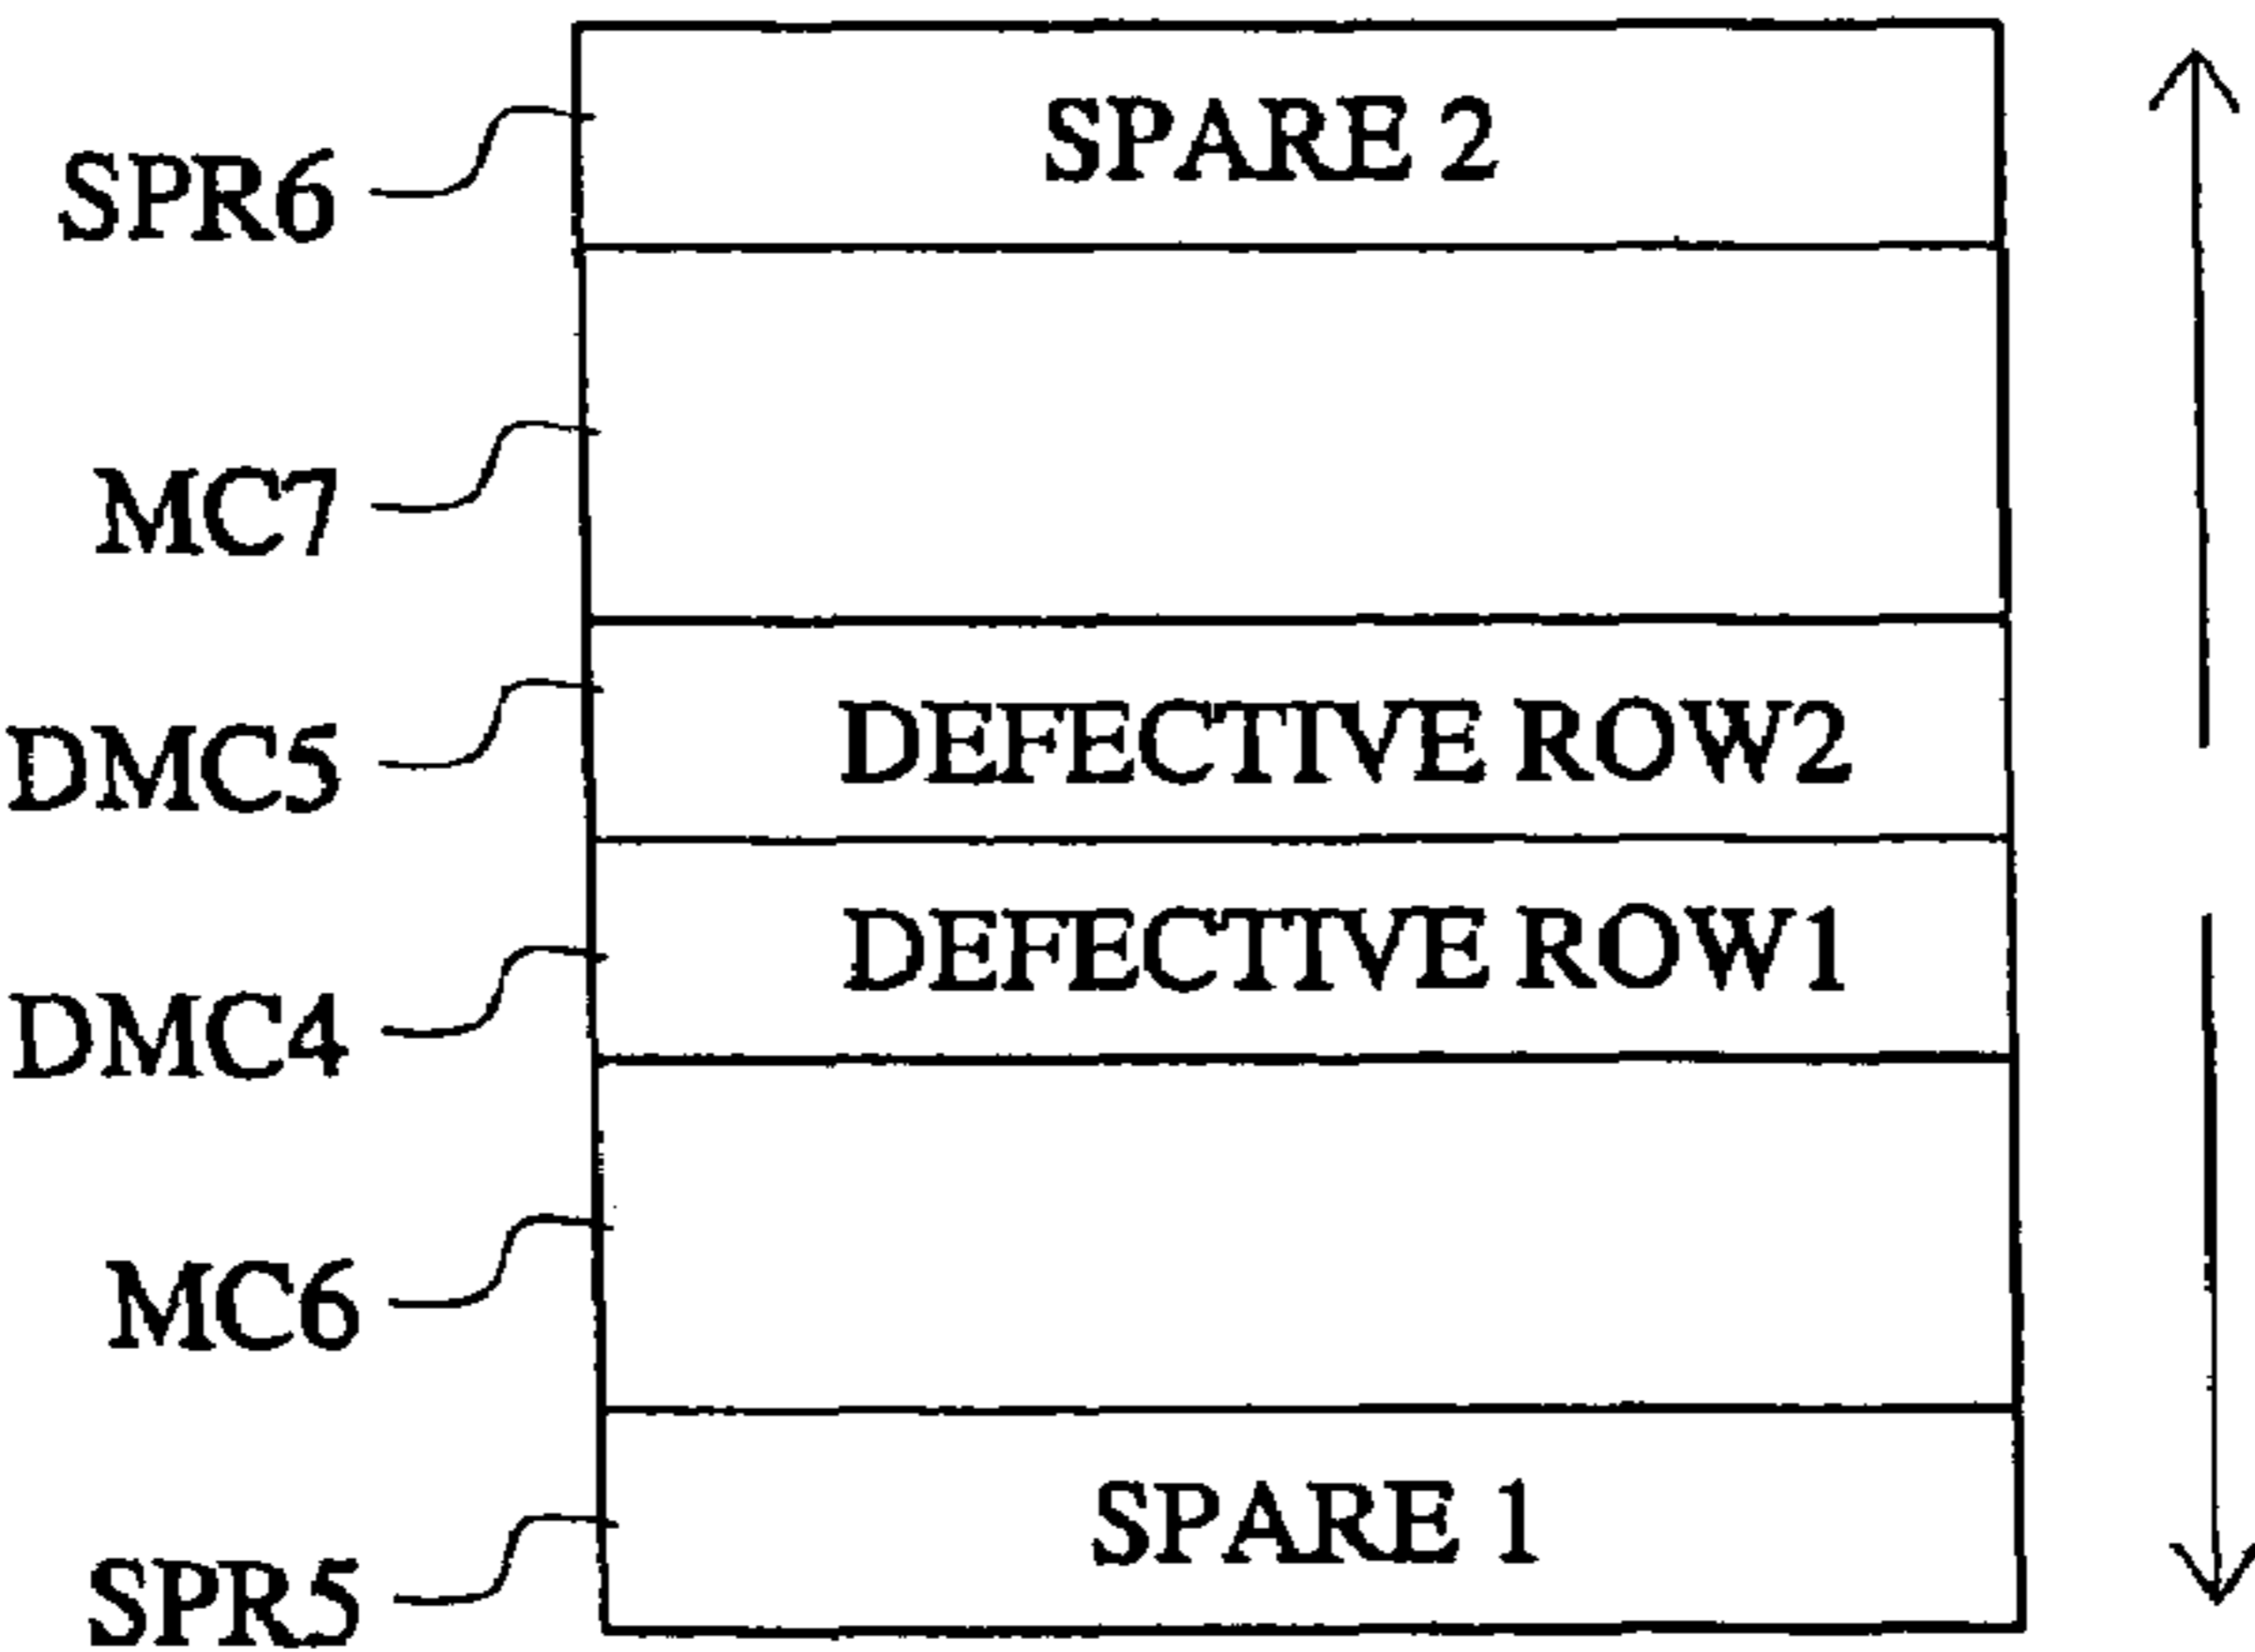 SPARE 2
SPR6
MC7
DEFECTIVE ROW2
DMC5
DEFECTIVE ROW1
DMC4
MC6
SPARE 1
SPR5